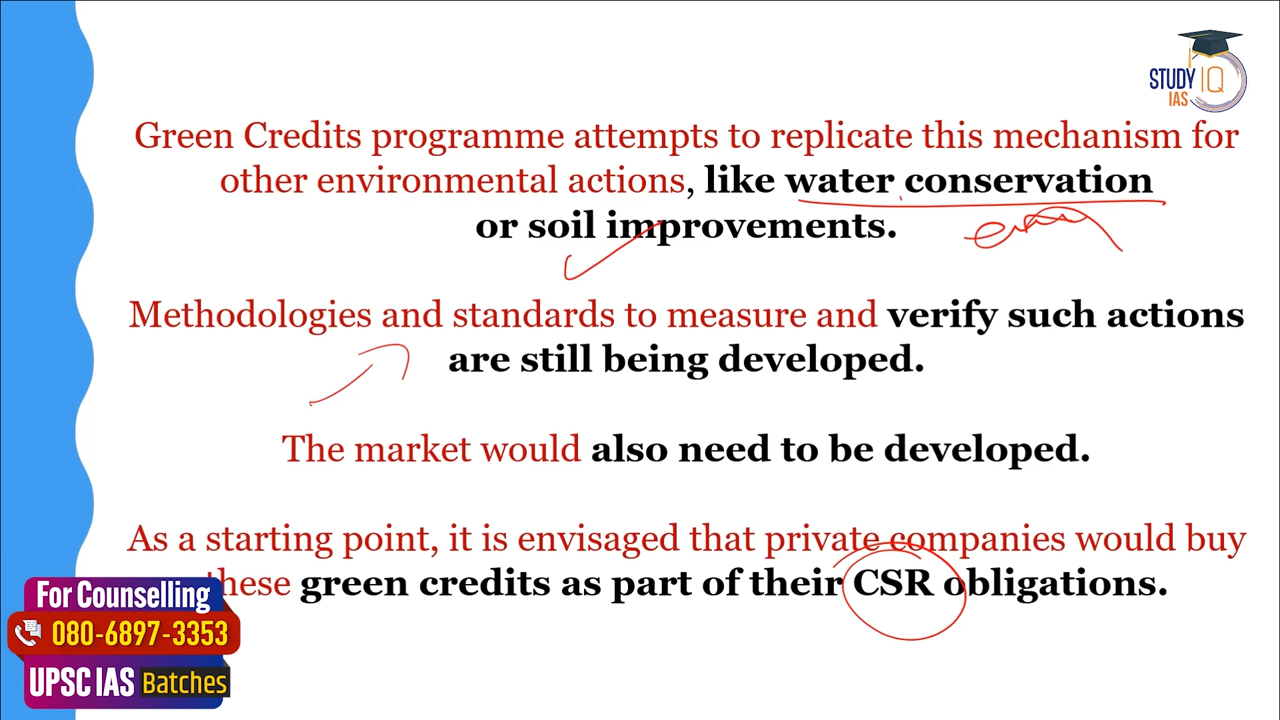 STUDY IQ
IAS
Green Credits programme attempts to replicate this mechanism for
other environmental actions, like water conservation
or soil improvements.
Methodologies and standards to measure and verify such actions
are still being developed.
The market would also need to be developed.
As a starting point, it is envisaged that private companies would buy
these green credits as part of their CSR obligations.
For Counselling
080-6897-3353
UPSC IAS Batches